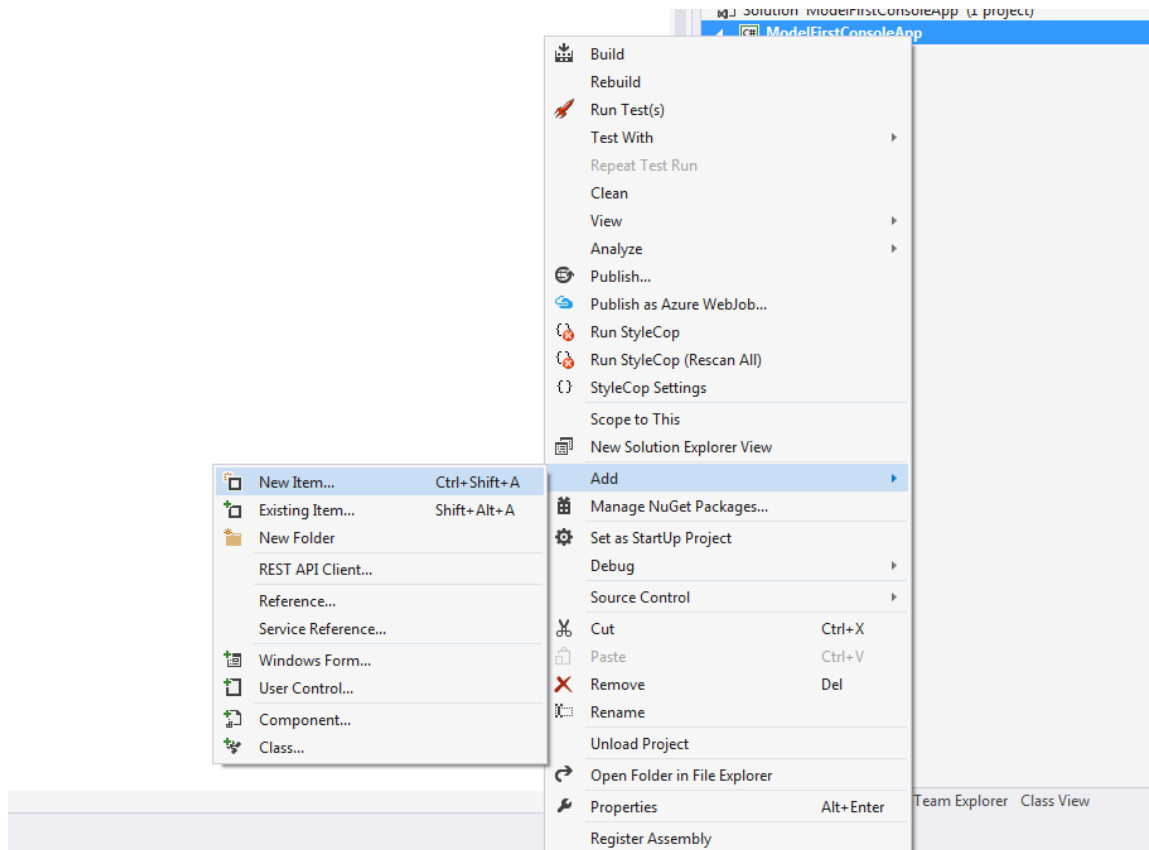 Solution 'ModelFirstConsoleApp' (1 project)
C# ModelFirstConsoleApp
Build
Rebuild
Run Test(s)
Test With
Repeat Test Run
Clean
View
Analyze
Publish...
Publish as Azure WebJob...
Run StyleCop
Run StyleCop (Rescan All)
StyleCop Settings
Scope to This
New Solution Explorer View
Add
Manage NuGet Packages...
Set as StartUp Project
Debug
Source Control
Cut Ctrl+X
Paste Ctrl+V
Remove Del
Rename
Unload Project
Open Folder in File Explorer
Properties Alt+Enter
Register Assembly
New Item... Ctrl+Shift+A
Existing Item... Shift+Alt+A
New Folder
REST API Client...
Reference...
Service Reference...
Windows Form...
User Control...
Component...
Class...
Team Explorer Class View